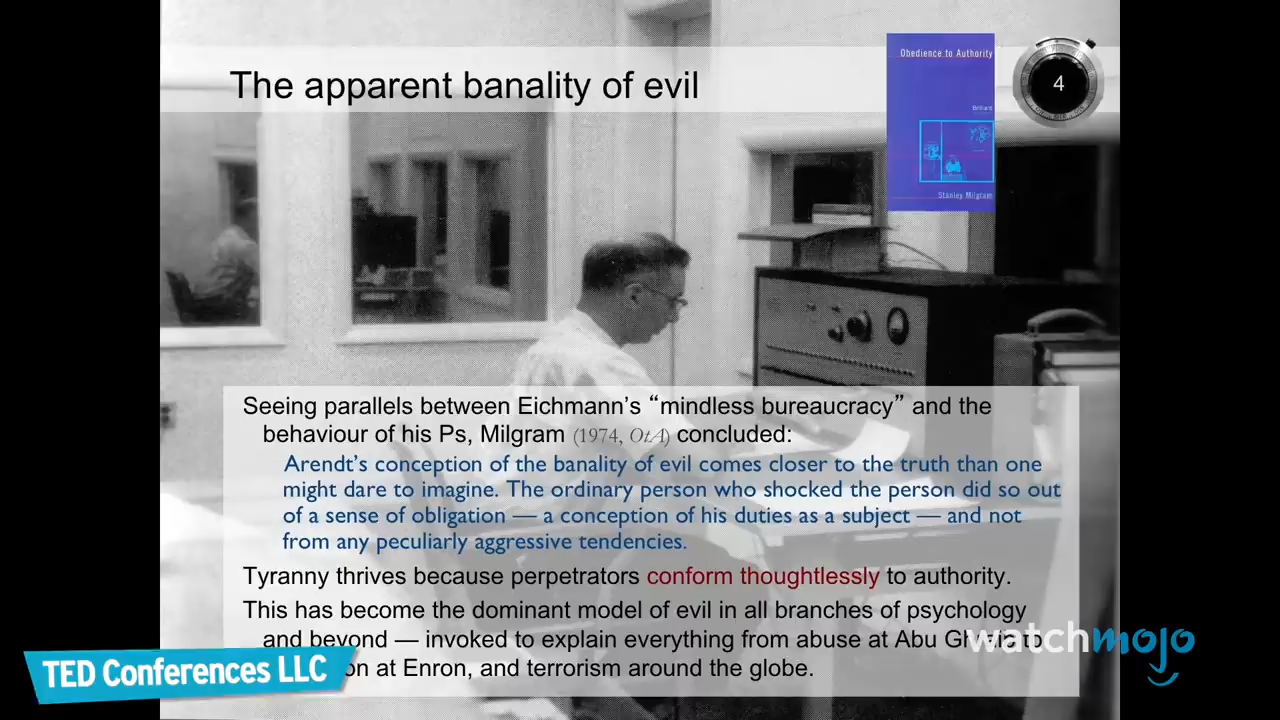 The apparent banality of evil
Obedience to Authority
Stanley Milgram
4
Seeing parallels between Eichmann's “mindless bureaucracy” and the
behaviour of his Ps, Milgram (1974, OtA) concluded:
Arendt's conception of the banality of evil comes closer to the truth than one
might dare to imagine. The ordinary person who shocked the person did so out
of a sense of obligation — a conception of his duties as a subject — and not
from any peculiarly aggressive tendencies.
Tyranny thrives because perpetrators conform thoughtlessly to authority.
This has become the dominant model of evil in all branches of psychology
and beyond — invoked to explain everything from abuse at Abu
watchmojo
TED Conferences LLC
on at Enron, and terrorism around the globe.